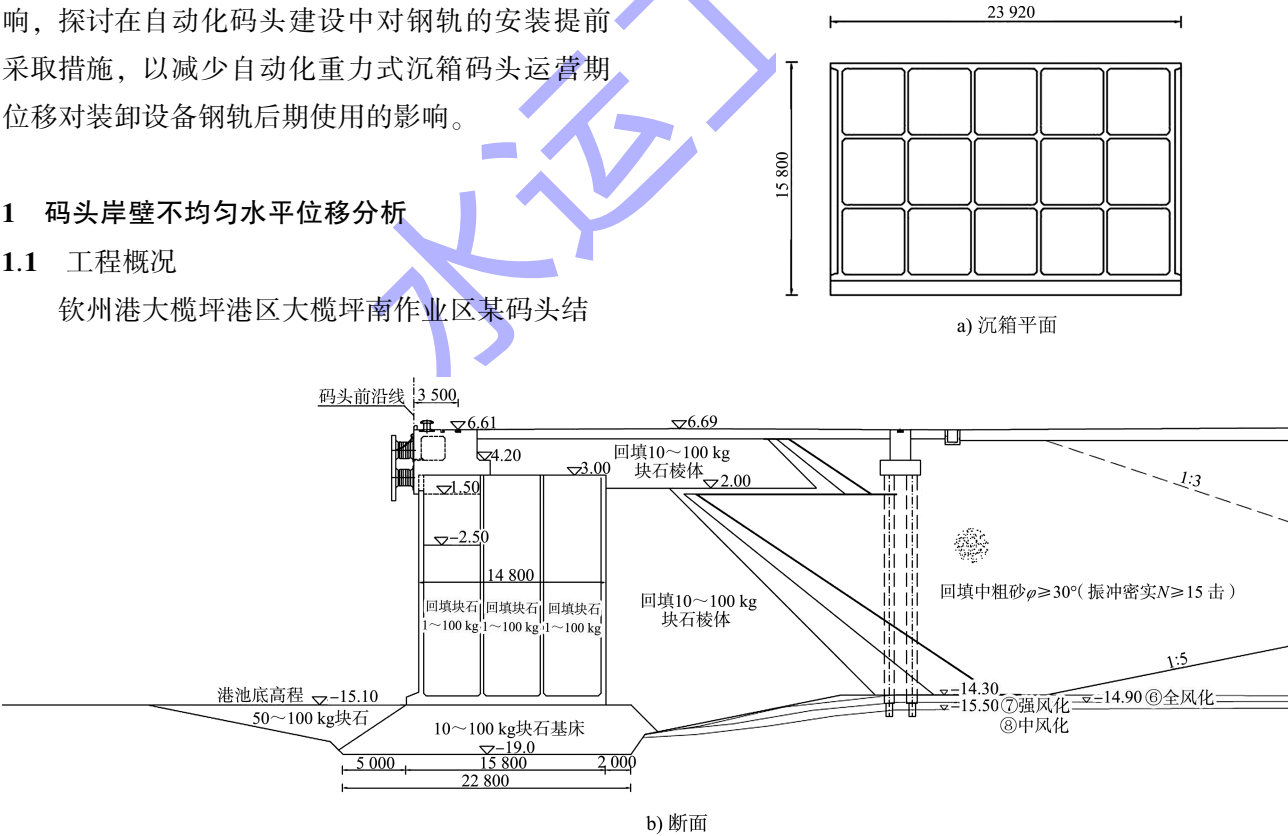 响，探讨在自动化码头建设中对钢轨的安装提前
采取措施，以减少自动化重力式沉箱码头运营期
位移对装卸设备钢轨后期使用的影响。
1 码头岸壁不均匀水平位移分析
1.1 工程概况
钦州港大榄坪港区大榄坪南作业区某码头结
水运工
23 920
15 800
a) 沉箱平面
码头前沿线
3 500
6.61
6.69
4.20
3.00
回填10～100 kg
块石棱体
2.00
1.50
-2.50
14 800
回填块石
1～100 kg
回填块石
1～100 kg
回填块石
1～100 kg
回填10～100 kg
块石棱体
1:3
回填中粗砂φ≥30°(振冲密实N≥15 击)
1:5
港池底高程
-15.10
50～100 kg块石
10～100 kg块石基床
-19.0
-14.30
-15.50
⑦强风化
⑧中风化
-14.90
⑥全风化
5 000
15 800
2 000
22 800
b) 断面